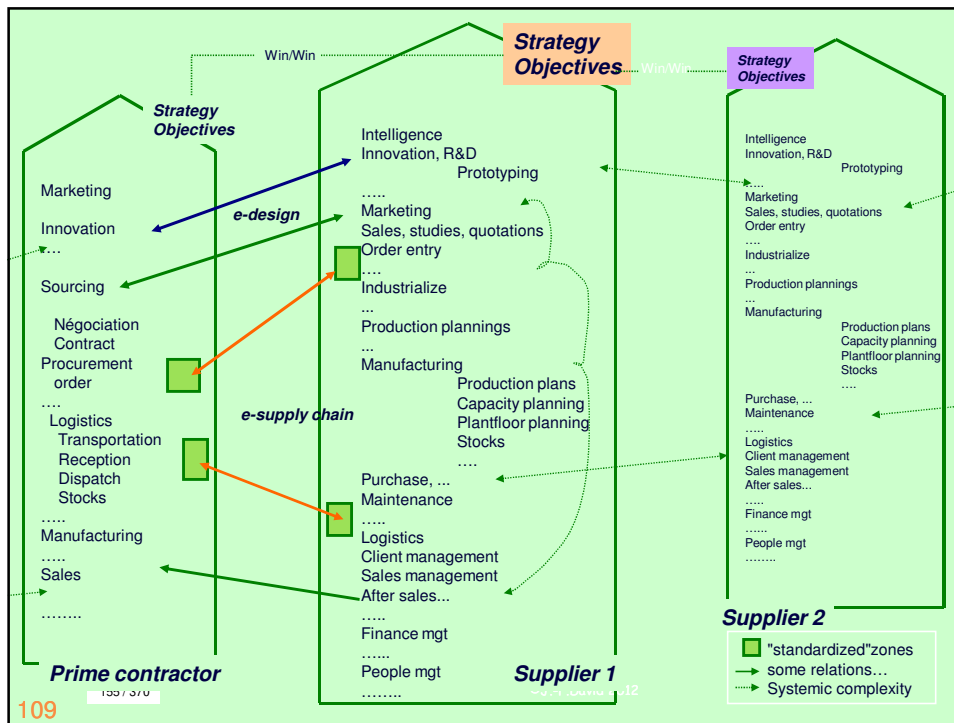 Win/Win
Strategy
Objectives
Win/Win
Strategy
Objectives
Strategy
Objectives
Marketing
Innovation
....
Sourcing
Négociation
Contract
Procurement
order
....
Logistics
Transportation
Reception
Dispatch
Stocks
.....
Manufacturing
.....
Sales
........
Prime contractor
e-design
e-supply chain
Intelligence
Innovation, R&D
Prototyping
.....
Marketing
Sales, studies, quotations
Order entry
....
Industrialize
...
Production plannings
...
Manufacturing
Production plans
Capacity planning
Plantfloor planning
Stocks
....
Purchase, ...
Maintenance
.....
Logistics
Client management
Sales management
After sales...
.....
Finance mgt
......
People mgt
........
Supplier 1
Intelligence
Innovation, R&D
Prototyping
.....
Marketing
Sales, studies, quotations
Order entry
....
Industrialize
...
Production plannings
...
Manufacturing
Production plans
Capacity planning
Plantfloor planning
Stocks
....
Purchase, ...
Maintenance
.....
Logistics
Client management
Sales management
After sales...
.....
Finance mgt
......
People mgt
........
Supplier 2
"standardized"zones
some relations...
Systemic complexity
155 / 370
109